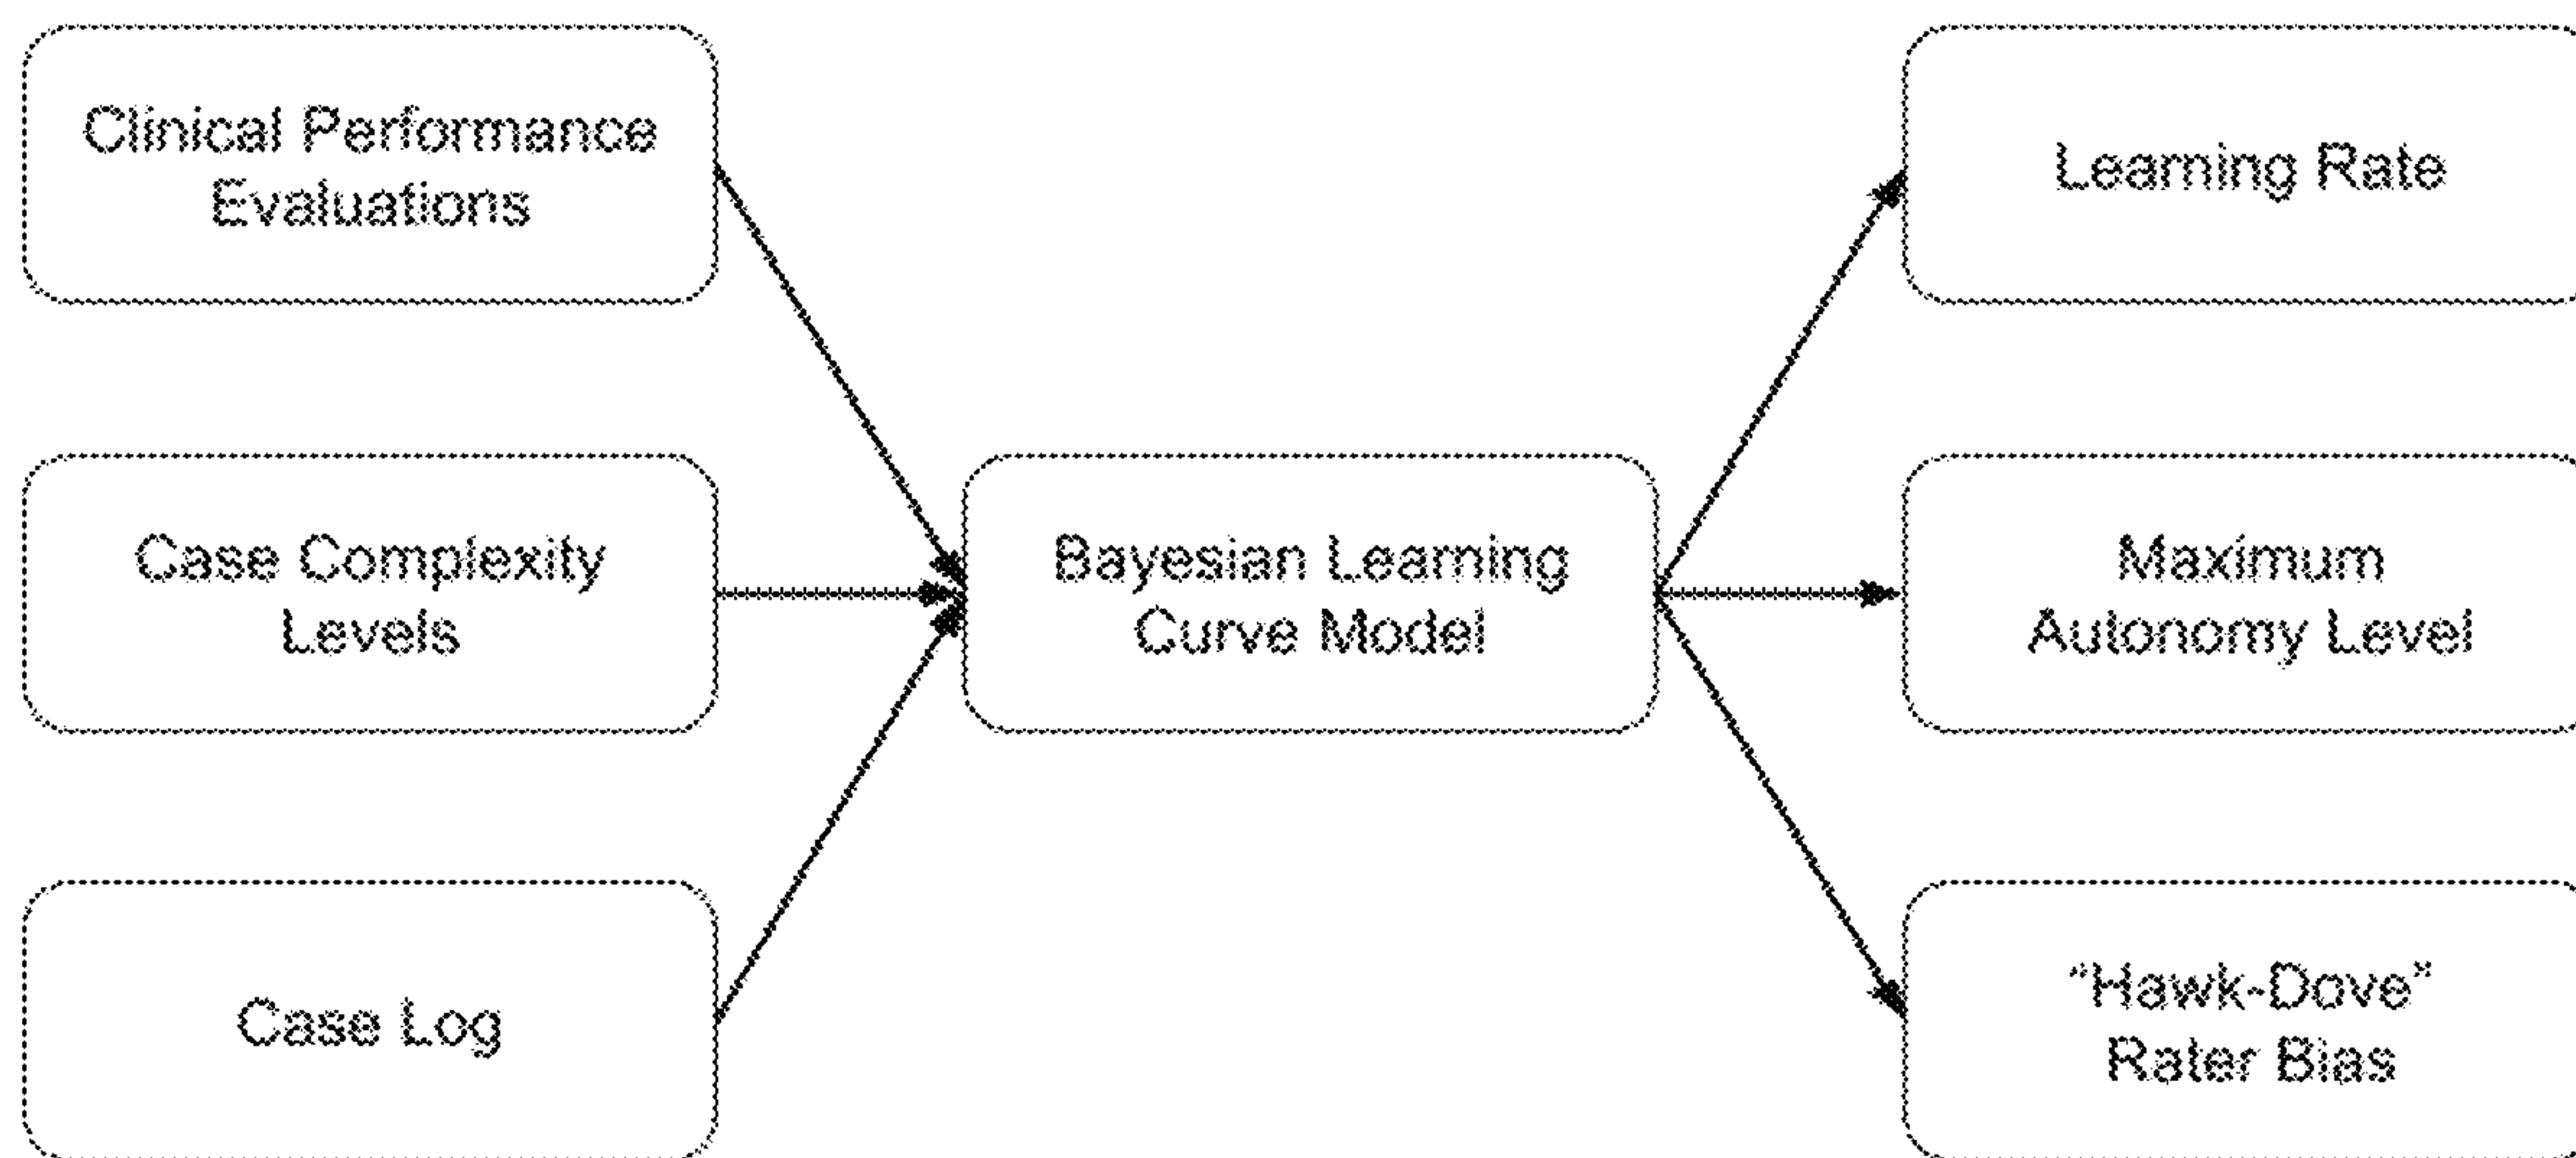 Clinical Performance
Evaluations
Case Complexity
Levels
Case Log
Bayesian Learning
Curve Model
Learning Rate
Maximum
Autonomy Level
"Hawk-Dove"
Rater Bias